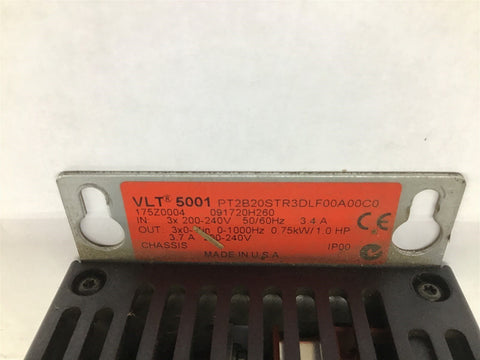 VLT® 5001 PT2B20STR3DLF00A00C0
175Z0004 091720H260
IN: 3x 200-240V 50/60Hz 3.4 A
OUT: 0-1000Hz 0.75kW/1.0 HP
3.7 A
CHASSIS IP00
MADE IN U.S.A
CE